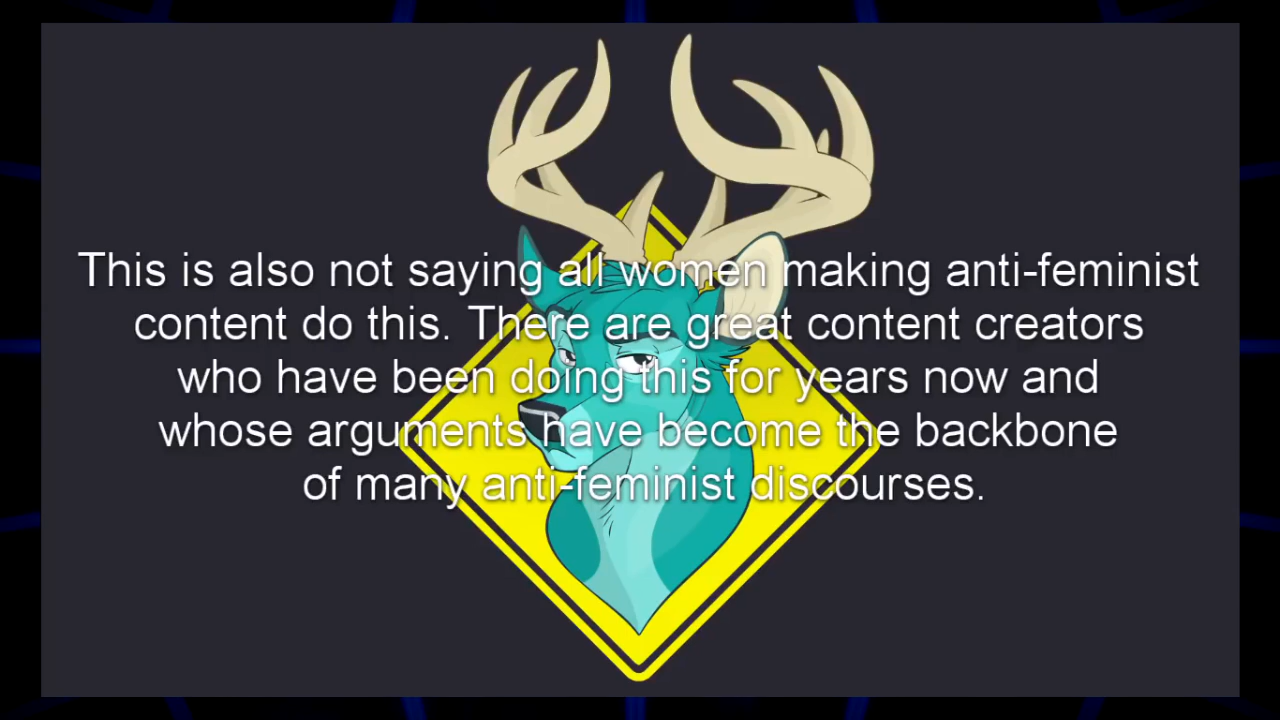 This is also not saying all women making anti-feminist
content do this. There are great content creators
who have been doing this for years now and
whose arguments have become the backbone
of many anti-feminist discourses.